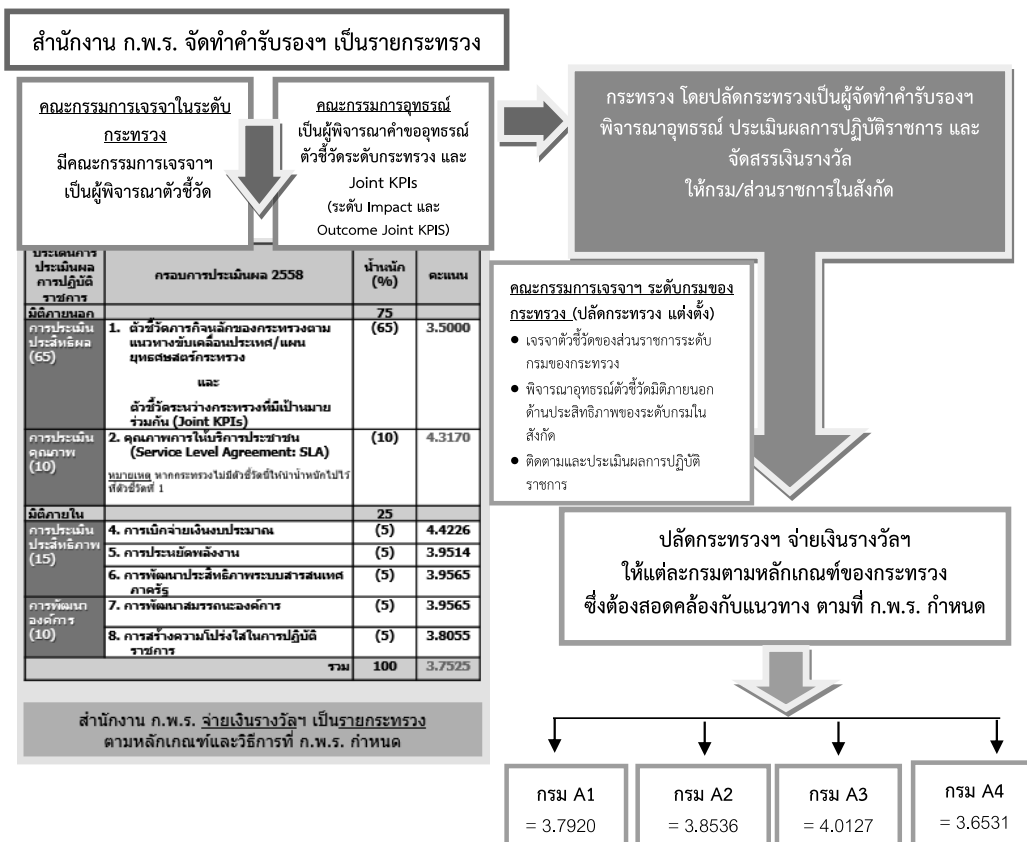 สำนักงาน ก.พ.ร. จัดทำคำรับรองฯ เป็นรายกระทรวง
คณะกรรมการเจรจาในระดับ
กระทรวง
มีคณะกรรมการเจรจาฯ
เป็นผู้พิจารณาตัวชี้วัด
คณะกรรมการอุทธรณ์
เป็นผู้พิจารณาคำขออุทธรณ์
ตัวชี้วัดระดับกระทรวง และ
Joint KPIs
(ระดับ Impact และ
Outcome Joint KPIS)
กระทรวง โดยปลัดกระทรวงเป็นผู้จัดทำคำรับรองฯ
พิจารณาอุทธรณ์ ประเมินผลการปฏิบัติราชการ และ
จัดสรรเงินรางวัล
ให้กรม/ส่วนราชการในสังกัด
ประเด็นการ
ประเมินผล
การปฏิบัติ
ราชการ
กรอบการประเมินผล 2558
น้ำหนัก
(%)
คะแนน
มิติภายนอก
75
การประเมิน
ประสิทธิผล
(65)
1. ตัวชี้วัดภารกิจหลักของกระทรวงตาม
แนวทางขับเคลื่อนประเทศ/แผน
ยุทธศษสตร์กระทรวง
และ
ตัวชี้วัดระหว่างกระทรวงที่มีเป้าหมาย
ร่วมกัน (Joint KPIs)
(65)
3.5000
การประเมิน
คุณภาพ
(10)
2. คุณภาพการให้บริการประชาชน
(Service Level Agreement: SLA)
หมายเหตุ หากกระทรวงไม่มีตัวชี้วัดนี้ให้นำน้ำหนักไปไว้
ที่ตัวชี้วัดที่ 1
(10)
4.3170
มิติภายใน
25
การประเมิน
ประสิทธิภาพ
(15)
4. การเบิกจ่ายเงินงบประมาณ
(5)
4.4226
5. การประหยัดพลังงาน
(5)
3.9514
6. การพัฒนาประสิทธิภาพระบบสารสนเทศ
ภาครัฐ
(5)
3.9565
การพัฒนา
องค์การ
(10)
7. การพัฒนาสมรรถนะองค์การ
(5)
3.9565
8. การสร้างความโปร่งใสในการปฏิบัติ
ราชการ
(5)
3.8055
รวม
100
3.7525
สำนักงาน ก.พ.ร. จ่ายเงินรางวัลฯ เป็นรายกระทรวง
ตามหลักเกณฑ์และวิธีการที่ ก.พ.ร. กำหนด
คณะกรรมการเจรจาฯ ระดับกรมของ
กระทรวง (ปลัดกระทรวง แต่งตั้ง)
● เจรจาตัวชี้วัดของส่วนราชการระดับ
กรมของกระทรวง
● พิจารณาอุทธรณ์ตัวชี้วัดมิติภายนอก
ด้านประสิทธิภาพของระดับกรมใน
สังกัด
● ติดตามและประเมินผลการปฏิบัติ
ราชการ
ปลัดกระทรวงฯ จ่ายเงินรางวัลฯ
ให้แต่ละกรมตามหลักเกณฑ์ของกระทรวง
ซึ่งต้องสอดคล้องกับแนวทาง ตามที่ ก.พ.ร. กำหนด
กรม A1
= 3.7920
กรม A2
= 3.8536
กรม A3
= 4.0127
กรม A4
= 3.6531